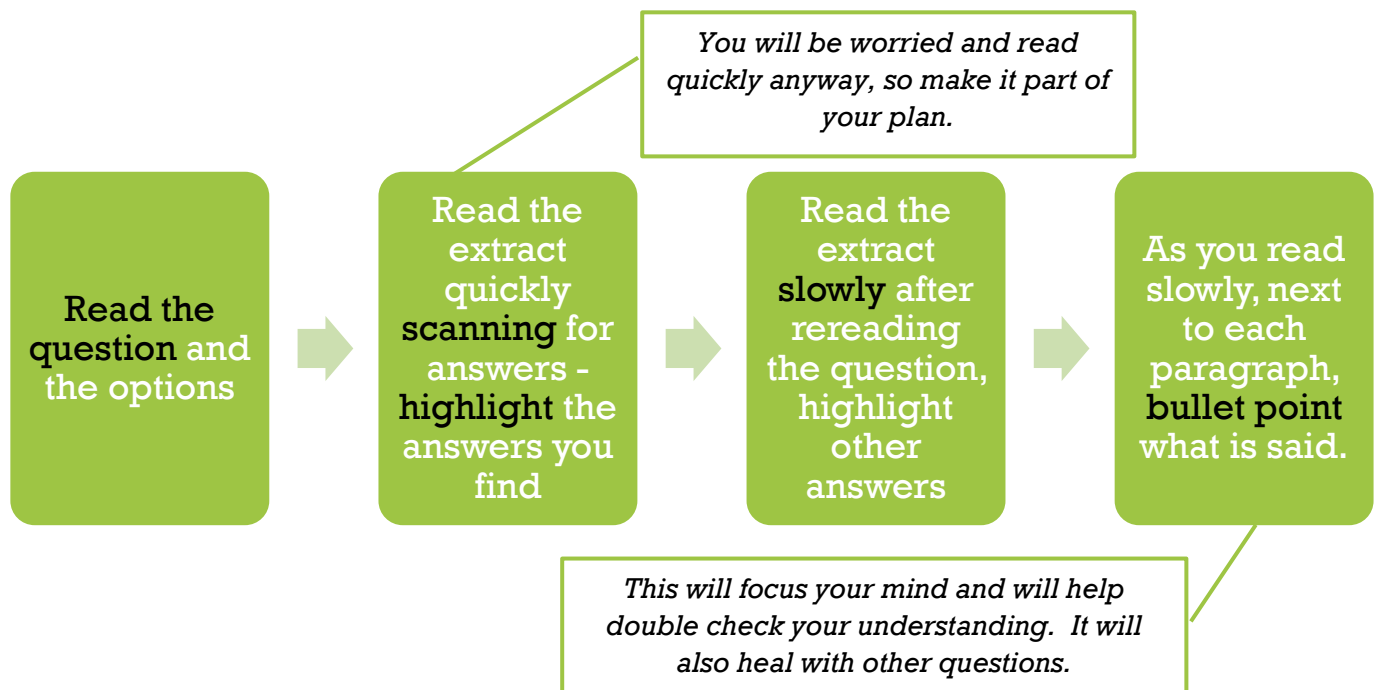 You will be worried and read
quickly anyway, so make it part of
your plan.
Read the
question and
the options
Read the
extract
quickly
scanning for
answers -
highlight the
answers you
find
Read the
extract
slowly after
rereading
the question,
highlight
other
answers
As you read
slowly, next
to each
paragraph,
bullet point
what is said.
This will focus your mind and will help
double check your understanding.  It will
also heal with other questions.